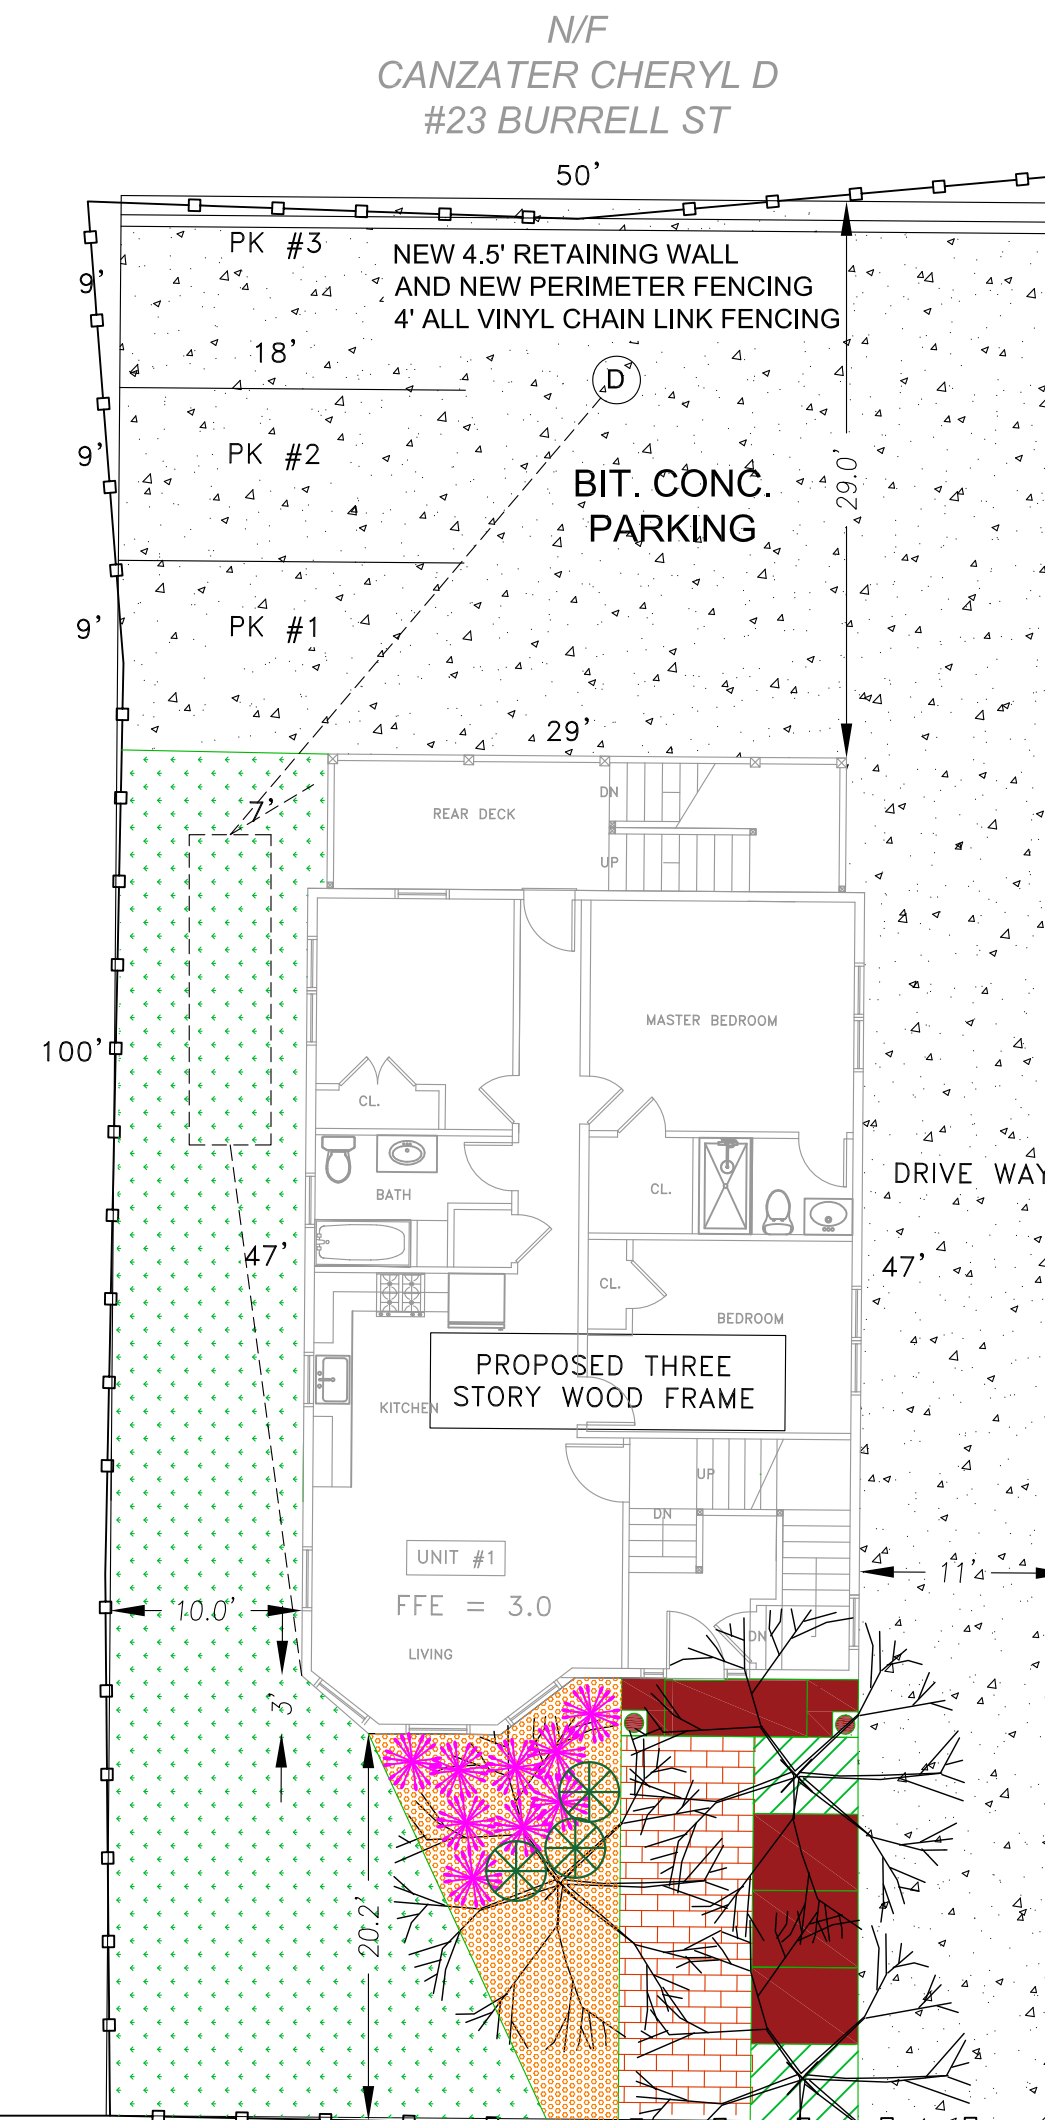 N/F
CANZATER CHERYL D
#23 BURRELL ST
50'
PK #3
NEW 4.5' RETAINING WALL
AND NEW PERIMETER FENCING
4' ALL VINYL CHAIN LINK FENCING
9'
18'
D
PK #2
9'
BIT. CONC.
PARKING
29.0'
PK #1
9'
29'
DN
REAR DECK
7'
UP
MASTER BEDROOM
100'
CL.
DRIVE WAY
BATH
CL.
47'
47'
CL.
BEDROOM
PROPOSED THREE
STORY WOOD FRAME
KITCHEN
UP
DN
UNIT #1
11'
FFE = 3.0
10.0'
DN
LIVING
3'
20.2'